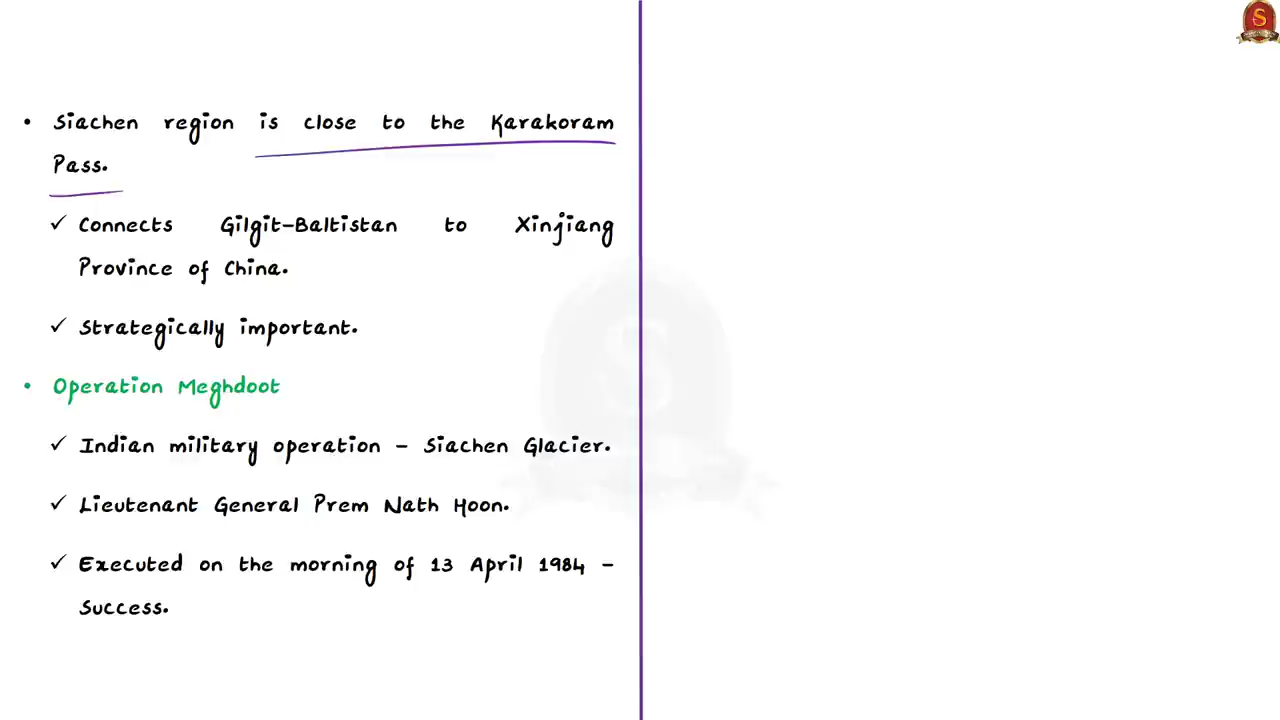 • Siachen region is close to the Karakoram
Pass.
✓ Connects Gilgit-Baltistan to Xinjiang
Province of China.
✓ Strategically important.
• Operation Meghdoot
✓ Indian military operation – Siachen Glacier.
✓ Lieutenant General Prem Nath Hoon.
✓ Executed on the morning of 13 April 1984 –
Success.
S